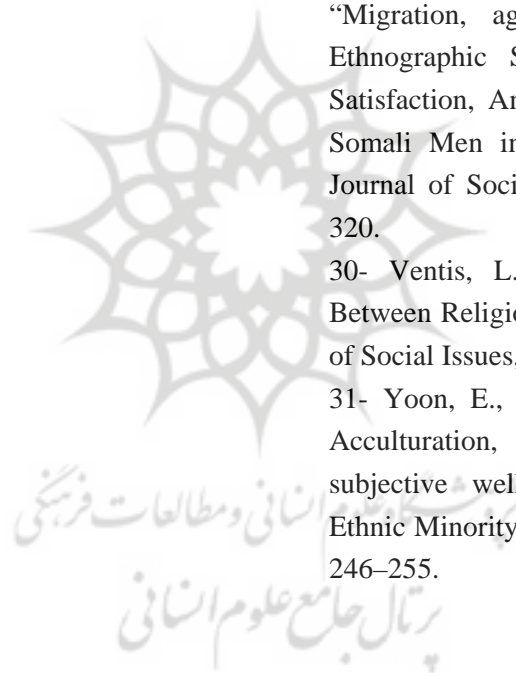 “Migration, ag
Ethnographic S
Satisfaction, Ar
Somali Men in
Journal of Soci
320.
30- Ventis, L.
Between Religio
of Social Issues,
31- Yoon, E.,
Acculturation,
subjective well
Ethnic Minority
246–255.
پژوهشگاه علوم انسانی و مطالعات فرهنگی
پرتال جامع علوم انسانی